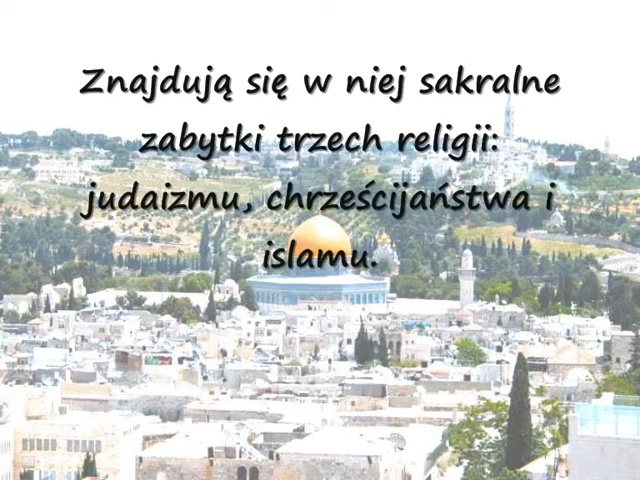 Znajdują się w niej sakralne
zabytki trzech religii:
judaizmu, chrześcijaństwa i
islamu.